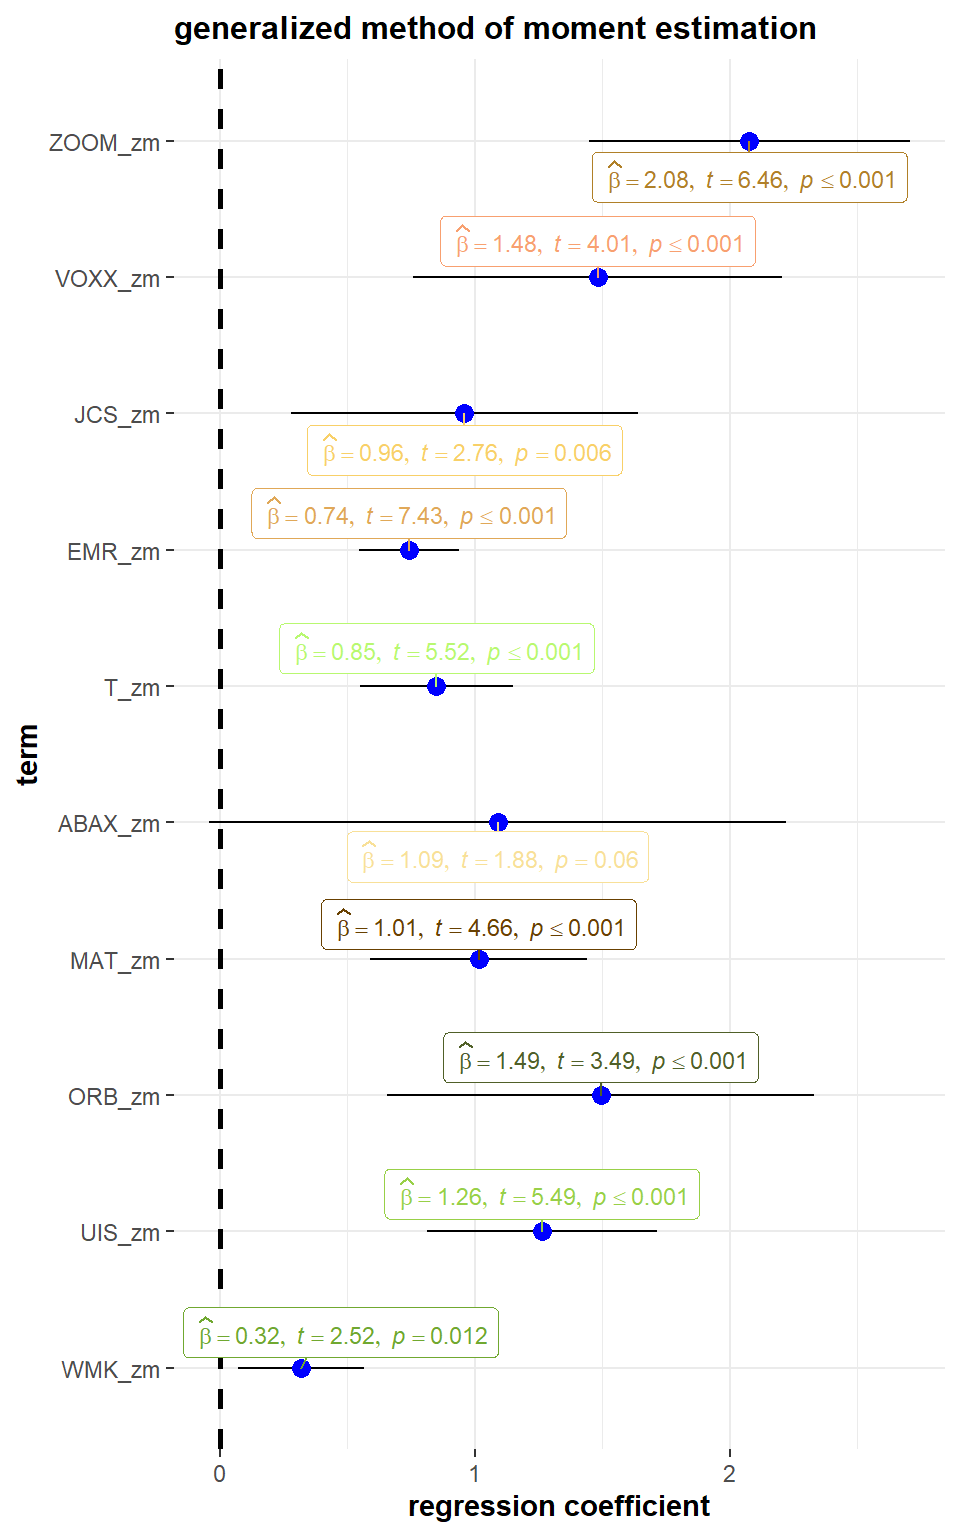 generalized method of moment estimation
ZOOM_zm
β̂ = 2.08, t = 6.46, p ≤ 0.001
β̂ = 1.48, t = 4.01, p ≤ 0.001
VOXX_zm
JCS_zm
β̂ = 0.96, t = 2.76, p = 0.006
β̂ = 0.74, t = 7.43, p ≤ 0.001
EMR_zm
β̂ = 0.85, t = 5.52, p ≤ 0.001
T_zm
term
ABAX_zm
β̂ = 1.09, t = 1.88, p = 0.06
β̂ = 1.01, t = 4.66, p ≤ 0.001
MAT_zm
β̂ = 1.49, t = 3.49, p ≤ 0.001
ORB_zm
β̂ = 1.26, t = 5.49, p ≤ 0.001
UIS_zm
β̂ = 0.32, t = 2.52, p = 0.012
WMK_zm
0 1 2
regression coefficient